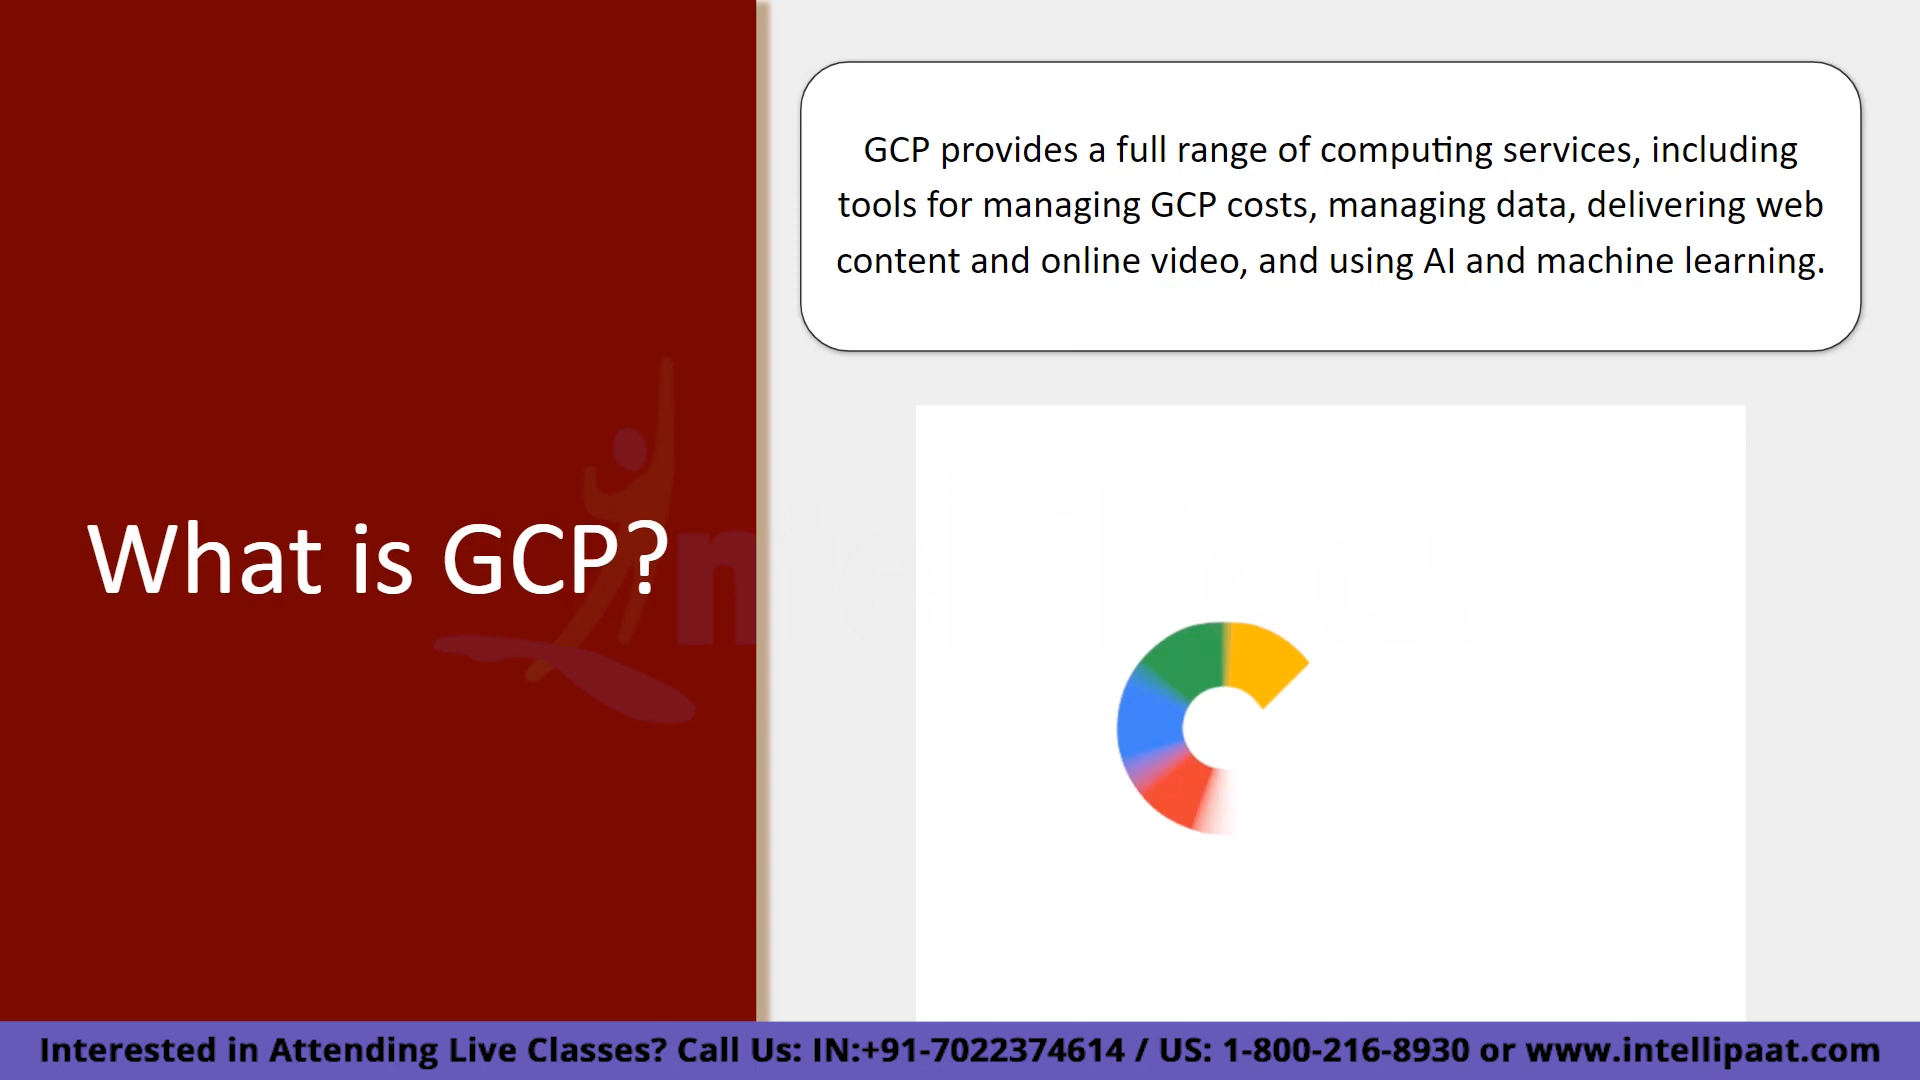 What is GCP?
GCP provides a full range of computing services, including
tools for managing GCP costs, managing data, delivering web
content and online video, and using AI and machine learning.
IntelliPaat
Interested in Attending Live Classes? Call Us: IN:+91-7022374614 / US: 1-800-216-8930 or www.intellipaat.com